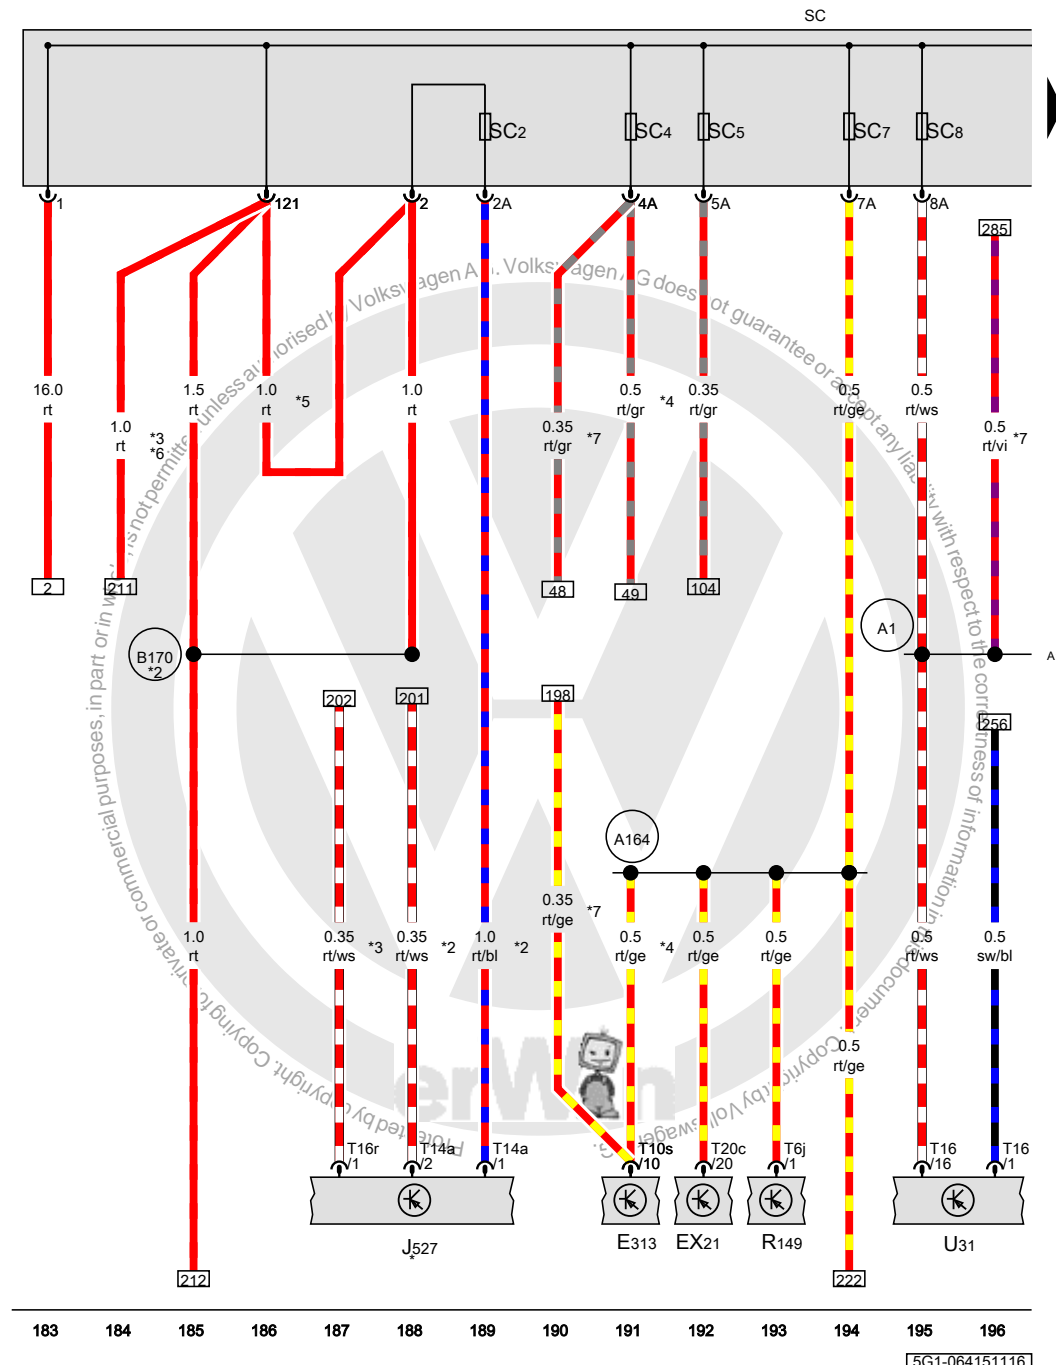 SC
SC2
SC4
SC5
SC7
SC8
1
121
2
2A
4A
5A
7A
8A
285
16.0
rt
1.0
rt
*3
*6
1.5
rt
1.0
rt
*5
1.0
rt
0.35
rt/gr
*7
0.5
rt/gr
*4
0.35
rt/gr
0.5
rt/ge
0.5
rt/ws
0.5
rt/vi
*7
2
211
48
49
104
B170
*2
A1
A
202
201
198
256
A164
1.0
rt
0.35
rt/ws
*3
0.35
rt/ws
*2
1.0
rt/bl
*2
0.35
rt/ge
*7
0.5
rt/ge
*4
0.5
rt/ge
0.5
rt/ge
0.5
rt/ge
0.5
rt/ws
0.5
sw/bl
T16r
/1
T14a
/2
T14a
/1
T10s
/10
T20c
/20
T6j
/1
T16
/16
T16
/1
J527
*
E313
EX21
R149
U31
212
222
183 184 185 186 187 188 189 190 191 192 193 194 195 196
5G1-064151116